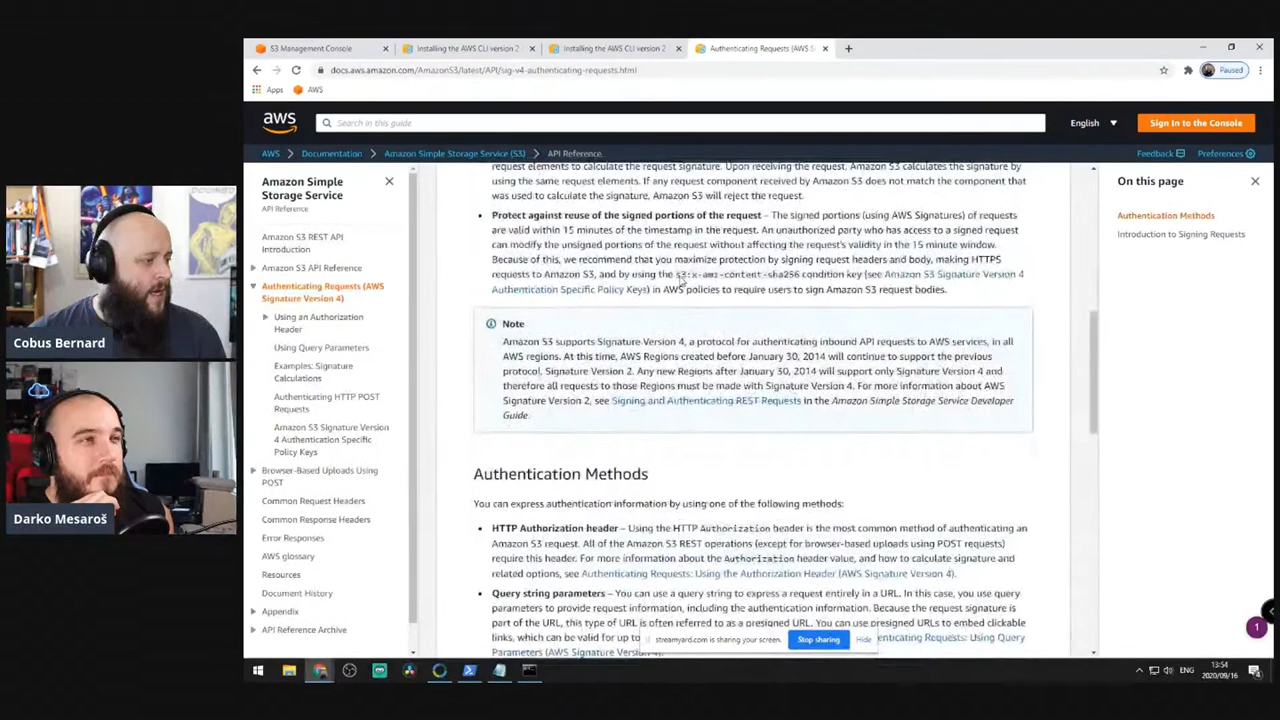 S3 Management Console
Installing the AWS CLI version 2
Installing the AWS CLI version 2
Authenticating Requests (AWS S
docs.aws.amazon.com/AmazonS3/latest/API/sig-v4-authenticating-requests.html
Paused
Apps
AWS
aws
Search in this guide
English
Sign In to the Console
AWS > Documentation > Amazon Simple Storage Service (S3) > API Reference
Feedback
Preferences
Amazon Simple
Storage Service
API Reference
Amazon S3 REST API
Introduction
Amazon S3 API Reference
Authenticating Requests (AWS
Signature Version 4)
Using an Authorization
Header
Using Query Parameters
Examples: Signature
Calculations
Authenticating HTTP POST
Requests
Amazon S3 Signature Version
4 Authentication Specific
Policy Keys
Browser-Based Uploads Using
POST
Common Request Headers
Common Response Headers
Error Responses
AWS glossary
Resources
Document History
Appendix
API Reference Archive
request elements to calculate the request signature. Upon receiving the request, Amazon S3 calculates the signature by
using the same request elements. If any request component received by Amazon S3 does not match the component
that was used to calculate the signature, Amazon S3 will reject the request.
Protect against reuse of the signed portions of the request – The signed portions (using AWS Signatures) of requests
are valid within 15 minutes of the timestamp in the request. An unauthorized party who has access to a signed request
can modify the unsigned portions of the request without affecting the request's validity in the 15 minute window.
Because of this, we recommend that you maximize protection by signing request headers and body, making HTTPS
requests to Amazon S3, and by using the s3:x-amz-content-sha256 condition key (see Amazon S3 Signature Version 4
Authentication Specific Policy Keys) in AWS policies to require users to sign Amazon S3 request bodies.
Note
Amazon S3 supports Signature Version 4, a protocol for authenticating inbound API requests to AWS services, in all
AWS regions. At this time, AWS Regions created before January 30, 2014 will continue to support the previous
protocol, Signature Version 2. Any new Regions after January 30, 2014 will support only Signature Version 4 and
therefore all requests to those Regions must be made with Signature Version 4. For more information about AWS
Signature Version 2, see Signing and Authenticating REST Requests in the Amazon Simple Storage Service Developer
Guide.
Authentication Methods
You can express authentication information by using one of the following methods:
HTTP Authorization header – Using the HTTP Authorization header is the most common method of authenticating
an Amazon S3 request. All of the Amazon S3 REST operations (except for browser-based uploads using POST requests)
require this header. For more information about the Authorization header value, and how to calculate signature and
related options, see Authenticating Requests: Using the Authorization Header (AWS Signature Version 4).
Query string parameters – You can use a query string to express a request entirely in a URL. In this case, you use query
parameters to provide request information, including the authentication information. Because the request signature is
part of the URL, this type of URL is often referred to as a presigned URL. You can use presigned URLs to embed clickable
links, which can be valid for up to
enticating Requests: Using Query
Parameters (AWS Signature Version 4).
streamyard.com is sharing your screen.
Stop sharing
Hide
On this page
Authentication Methods
Introduction to Signing Requests
1
Cobus Bernard
Darko Mesaroš
ENG
13:54
2020/09/16
4